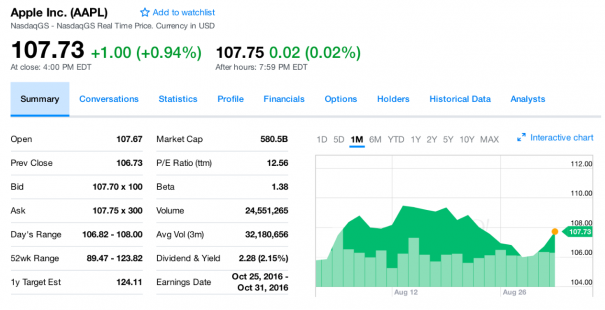 Apple Inc. (AAPL) Add to watchlist
NasdaqGS - NasdaqGS Real Time Price. Currency in USD
107.73 +1.00 (+0.94%) 107.75 0.02 (0.02%)
At close: 4:00 PM EDT After hours: 7:59 PM EDT
Summary Conversations Statistics Profile Financials Options Holders Historical Data Analysts
Open 107.67
Prev Close 106.73
Bid 107.70 x 100
Ask 107.75 x 300
Day's Range 106.82 - 108.00
52wk Range 89.47 - 123.82
1y Target Est 124.11
Market Cap 580.5B
P/E Ratio (ttm) 12.56
Beta 1.38
Volume 24,551,265
Avg Vol (3m) 32,180,656
Dividend & Yield 2.28 (2.15%)
Earnings Date Oct 25, 2016 -
Oct 31, 2016
1D 5D 1M 6M YTD 1Y 2Y 5Y 10Y MAX Interactive chart
112.00
110.00
108.00
107.73
106.00
104.00
Aug 12 Aug 26